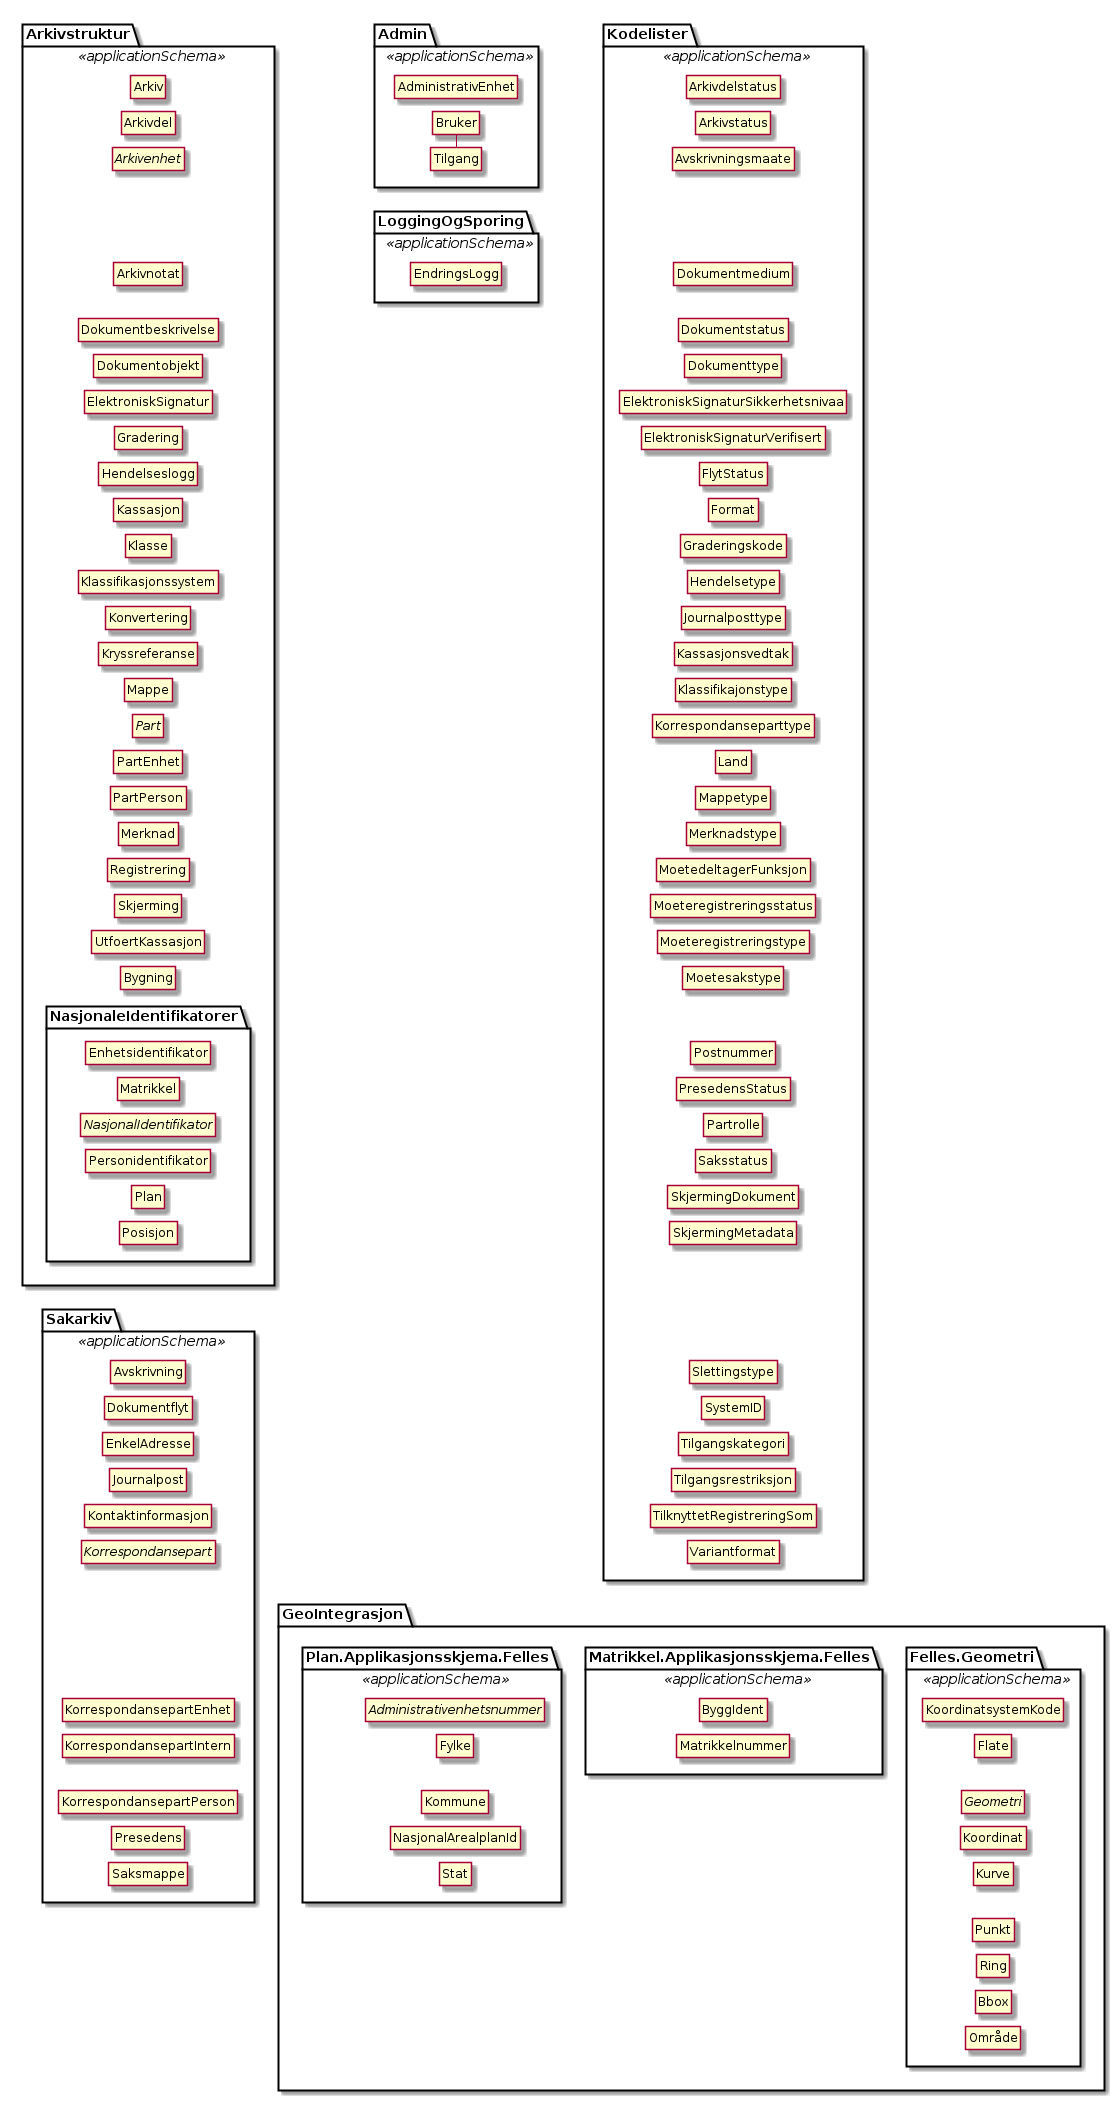 Arkivstruktur
«applicationSchema»
Arkiv
Arkivdel
Arkivenhet
Arkivnotat
Dokumentbeskrivelse
Dokumentobjekt
ElektroniskSignatur
Gradering
Hendelseslogg
Kassasjon
Klasse
Klassifikasjonssystem
Konvertering
Kryssreferanse
Mappe
Part
PartEnhet
PartPerson
Merknad
Registrering
Skjerming
UtfoertKassasjon
Bygning
NasjonaleIdentifikatorer
Enhetsidentifikator
Matrikkel
NasjonalIdentifikator
Personidentifikator
Plan
Posisjon
Admin
«applicationSchema»
AdministrativEnhet
Bruker
Tilgang
LoggingOgSporing
«applicationSchema»
EndringsLogg
Kodelister
«applicationSchema»
Arkivdelstatus
Arkivstatus
Avskrivningsmaate
Dokumentmedium
Dokumentstatus
Dokumenttype
ElektroniskSignaturSikkerhetsnivaa
ElektroniskSignaturVerifisert
FlytStatus
Format
Graderingskode
Hendelsetype
Journalposttype
Kassasjonsvedtak
Klassifikajonstype
Korrespondanseparttype
Land
Mappetype
Merknadstype
MoetedeltagerFunksjon
Moeteregistreringsstatus
Moeteregistreringstype
Moetesakstype
Postnummer
PresedensStatus
Partrolle
Saksstatus
SkjermingDokument
SkjermingMetadata
Slettingstype
SystemID
Tilgangskategori
Tilgangsrestriksjon
TilknyttetRegistreringSom
Variantformat
Sakarkiv
«applicationSchema»
Avskrivning
Dokumentflyt
EnkelAdresse
Journalpost
Kontaktinformasjon
Korrespondansepart
KorrespondansepartEnhet
KorrespondansepartIntern
KorrespondansepartPerson
Presedens
Saksmappe
GeoIntegrasjon
Plan.Applikasjonsskjema.Felles
«applicationSchema»
Administrativenhetsnummer
Fylke
Kommune
NasjonalArealplanId
Stat
Matrikkel.Applikasjonsskjema.Felles
«applicationSchema»
ByggIdent
Matrikkelnummer
Felles.Geometri
«applicationSchema»
KoordinatsystemKode
Flate
Geometri
Koordinat
Kurve
Punkt
Ring
Bbox
Område